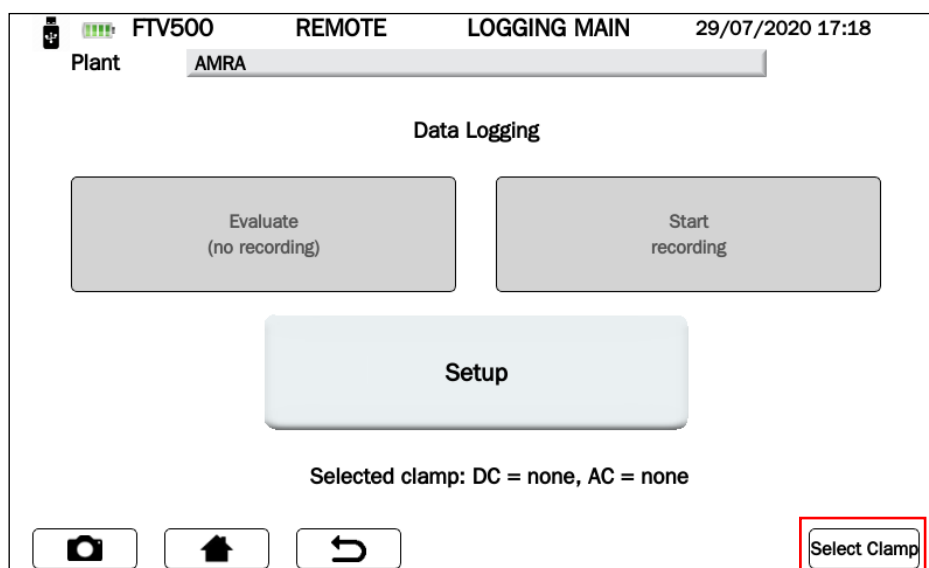 FTV500 REMOTE LOGGING MAIN 29/07/2020 17:18
Plant AMRA
Data Logging
Evaluate
(no recording)
Start
recording
Setup
Selected clamp: DC = none, AC = none
Select Clamp